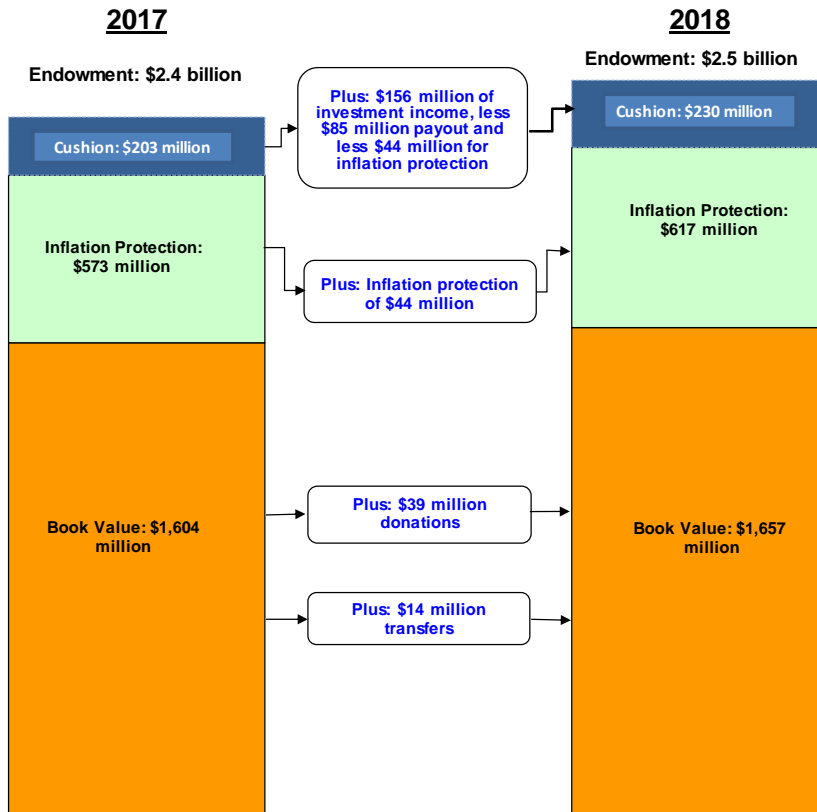 2017
2018
Endowment: $2.4 billion
Endowment: $2.5 billion
Cushion: $203 million
Plus: $156 million of
investment income, less
$85 million payout and
less $44 million for
inflation protection
Cushion: $230 million
Inflation Protection:
$573 million
Plus: Inflation protection
of $44 million
Inflation Protection:
$617 million
Book Value: $1,604
million
Plus: $39 million
donations
Book Value: $1,657
million
Plus: $14 million
transfers